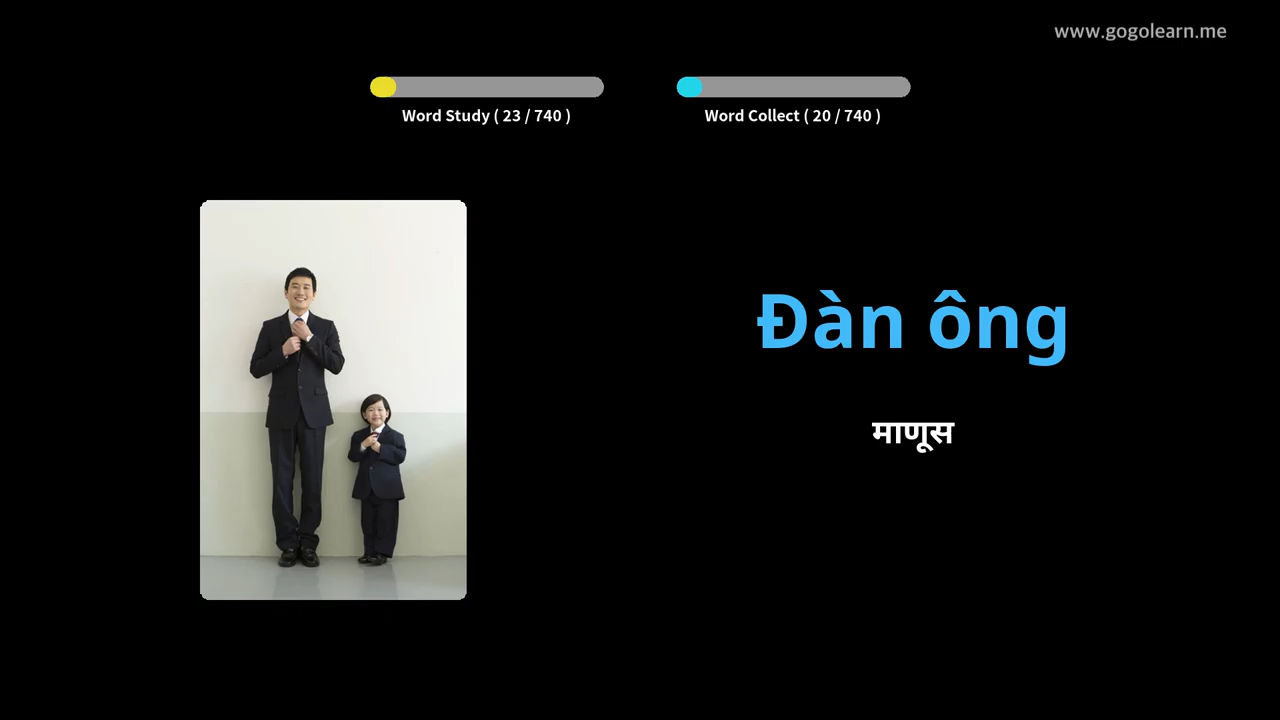 www.gogolearn.me
Word Study ( 23 / 740 )
Word Collect ( 20 / 740 )
Đàn ông
माणूस